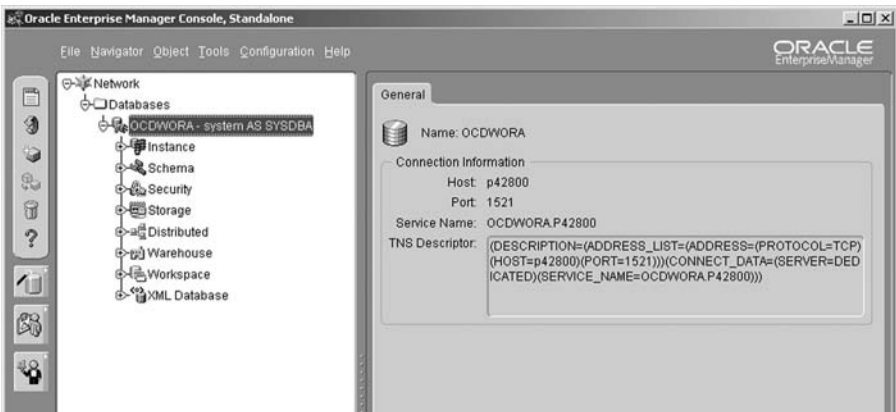 Oracle Enterprise Manager Console, Standalone
File Navigator Object Tools Configuration Help
ORACLE
EnterpriseManager
Network
Databases
OCDWORA - system AS SYSDBA
Instance
Schema
Security
Storage
Distributed
Warehouse
Workspace
XML Database
General
Name: OCDWORA
Connection Information
Host: p42800
Port: 1521
Service Name: OCDWORA.P42800
TNS Descriptor: (DESCRIPTION=(ADDRESS_LIST=(ADDRESS=(PROTOCOL=TCP)
(HOST=p42800)(PORT=1521)))(CONNECT_DATA=(SERVER=DED
ICATED)(SERVICE_NAME=OCDWORA.P42800)))